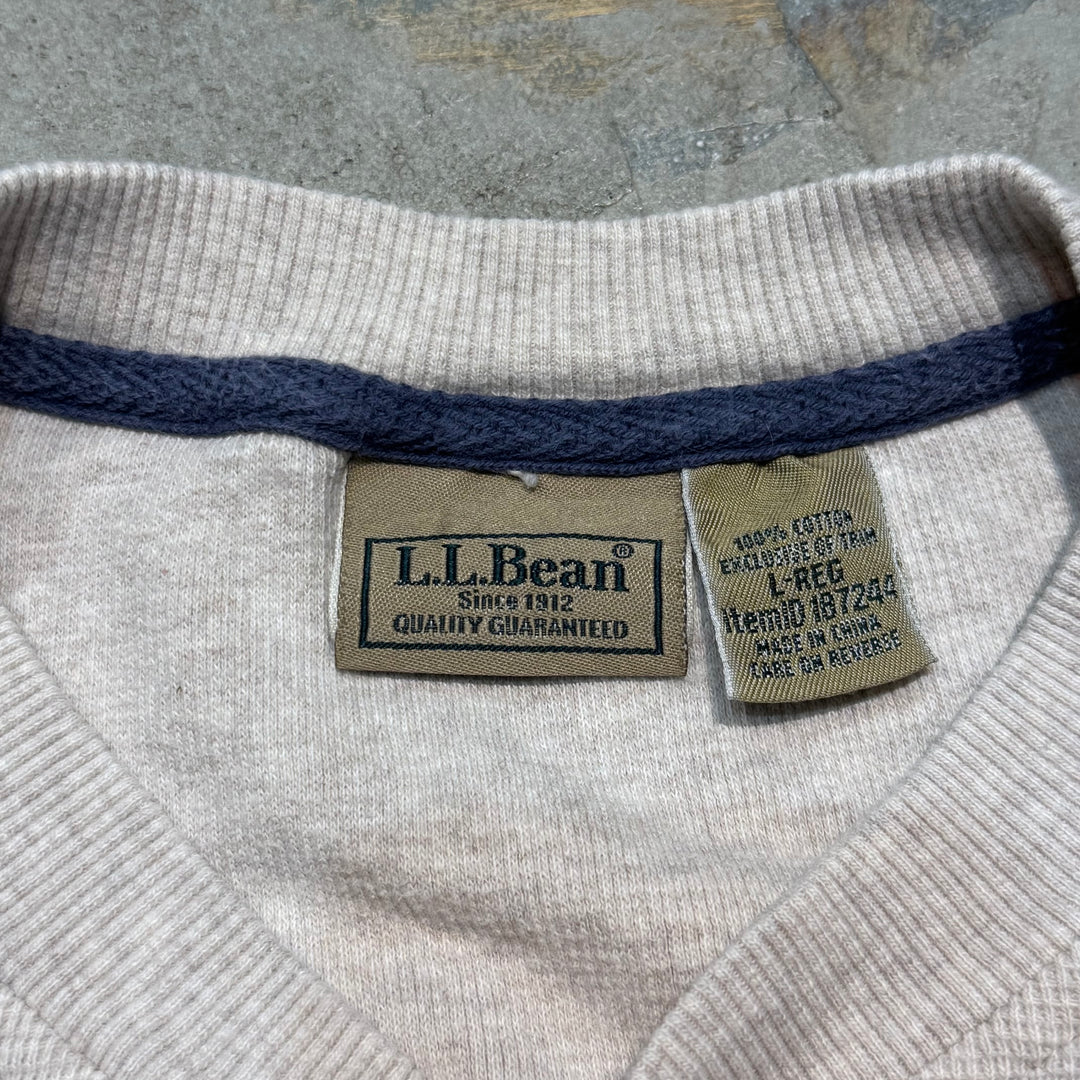 L.L.Bean®
Since 1912
QUALITY GUARANTEED
100% COTTON
EXCLUSIVE OF TRIM
L-REG
ItemID 187244
MADE IN CHINA
CARE ON REVERSE